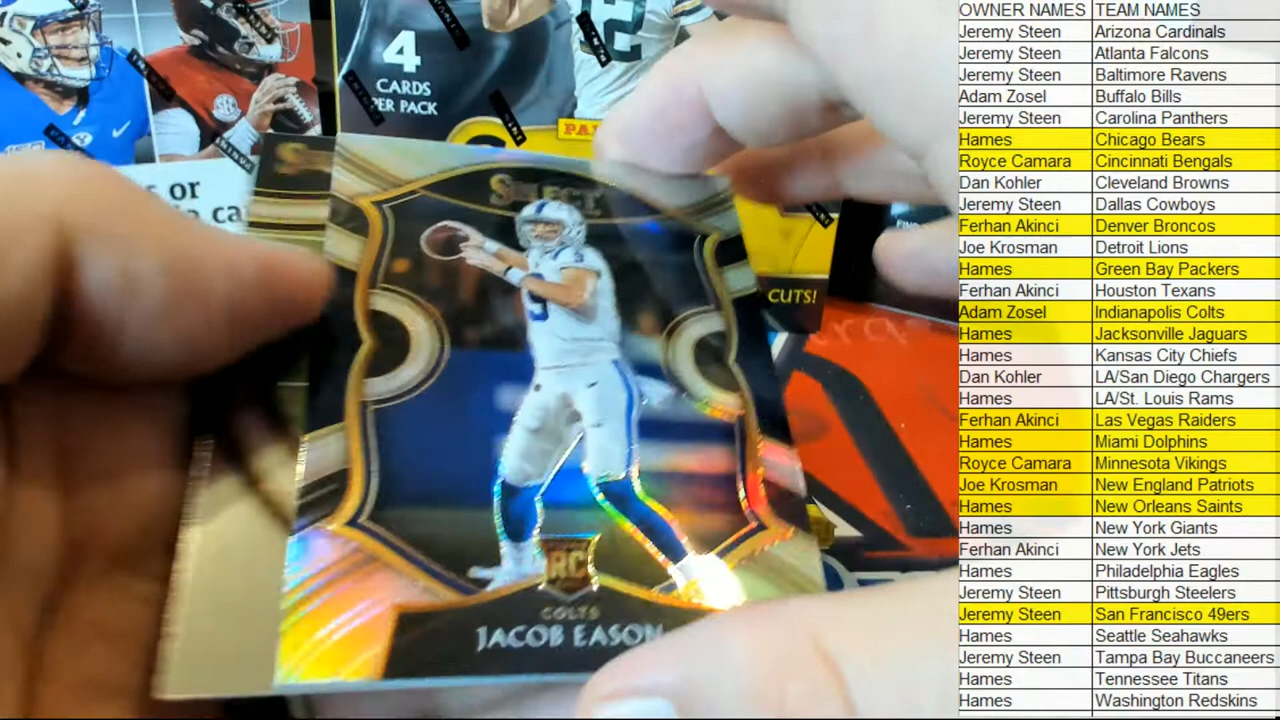 4
CARDS
PER PACK
s or
ca
CUTS!
SELECT
RC
COLTS
JACOB EASON
OWNER NAMES TEAM NAMES
Jeremy Steen Arizona Cardinals
Jeremy Steen Atlanta Falcons
Jeremy Steen Baltimore Ravens
Adam Zosel Buffalo Bills
Jeremy Steen Carolina Panthers
Hames Chicago Bears
Royce Camara Cincinnati Bengals
Dan Kohler Cleveland Browns
Jeremy Steen Dallas Cowboys
Ferhan Akinci Denver Broncos
Joe Krosman Detroit Lions
Hames Green Bay Packers
Ferhan Akinci Houston Texans
Adam Zosel Indianapolis Colts
Hames Jacksonville Jaguars
Hames Kansas City Chiefs
Dan Kohler LA/San Diego Chargers
Hames LA/St. Louis Rams
Ferhan Akinci Las Vegas Raiders
Hames Miami Dolphins
Royce Camara Minnesota Vikings
Joe Krosman New England Patriots
Hames New Orleans Saints
Hames New York Giants
Ferhan Akinci New York Jets
Hames Philadelphia Eagles
Jeremy Steen Pittsburgh Steelers
Jeremy Steen San Francisco 49ers
Hames Seattle Seahawks
Jeremy Steen Tampa Bay Buccaneers
Hames Tennessee Titans
Hames Washington Redskins